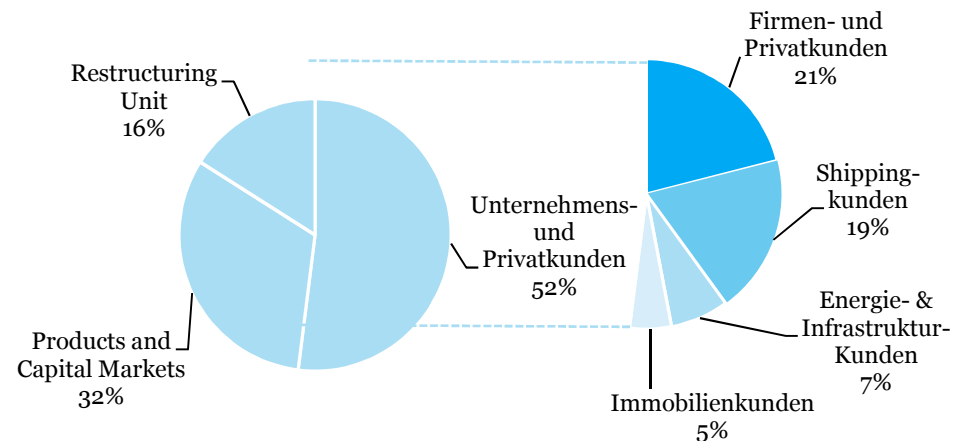 Restructuring
Unit
16%
Products and
Capital Markets
32%
Unternehmens-
und
Privatkunden
52%
Firmen- und
Privatkunden
21%
Shipping-
kunden
19%
Energie- &
Infrastruktur-
Kunden
7%
Immobilienkunden
5%